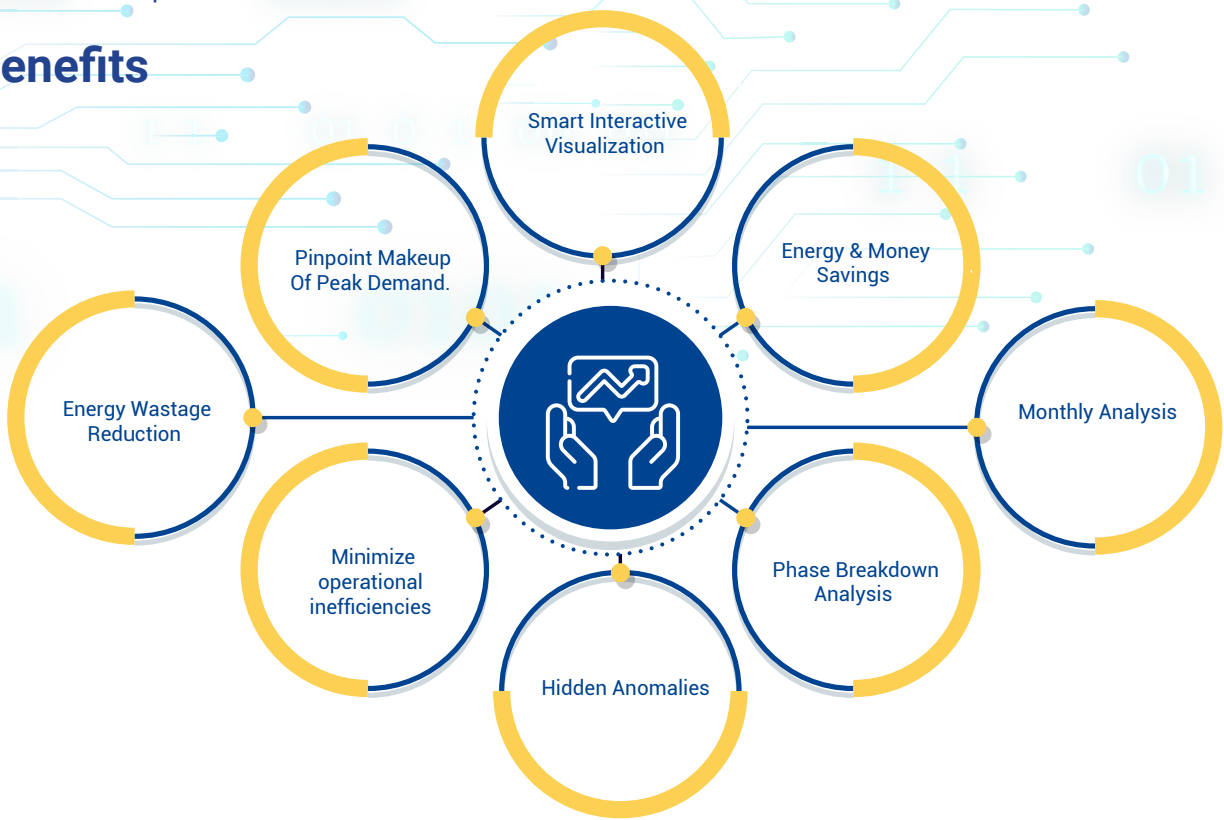 enefits
Smart Interactive
Visualization
Pinpoint Makeup
Of Peak Demand.
Energy & Money
Savings
Energy Wastage
Reduction
Monthly Analysis
Minimize
operational
inefficiencies
Phase Breakdown
Analysis
Hidden Anomalies
01